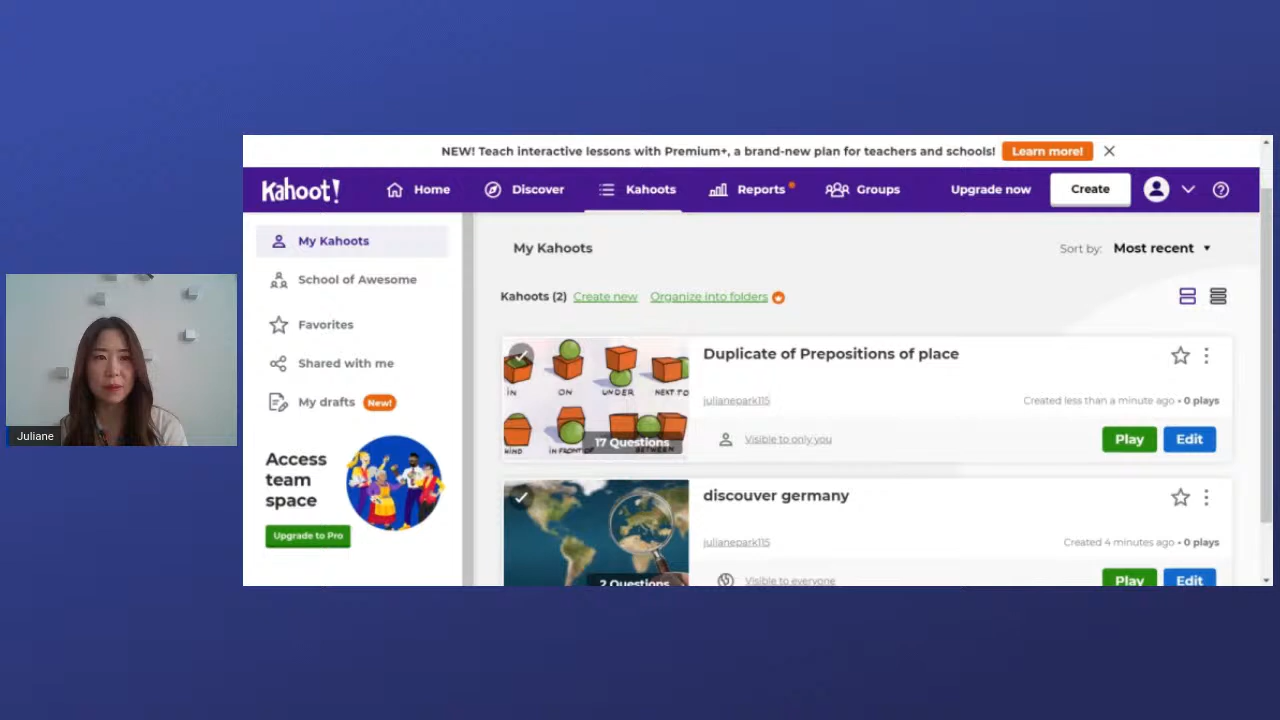 NEW! Teach interactive lessons with Premium+, a brand-new plan for teachers and schools! Learn more!
Kahoot! Home Discover Kahoots Reports Groups Upgrade now Create
My Kahoots
School of Awesome
Favorites
Shared with me
My drafts New!
Access
team
space
Upgrade to Pro
My Kahoots Sort by: Most recent
Kahoots (2) Create new Organize into folders
IN ON UNDER NEXT TO
IN FRONT OF BETWEEN
17 Questions
Duplicate of Prepositions of place
julianepark115 Created less than a minute ago • 0 plays
Visible to only you Play Edit
2 Questions
discouver germany
julianepark115 Created 4 minutes ago • 0 plays
Visible to everyone Play Edit
Juliane